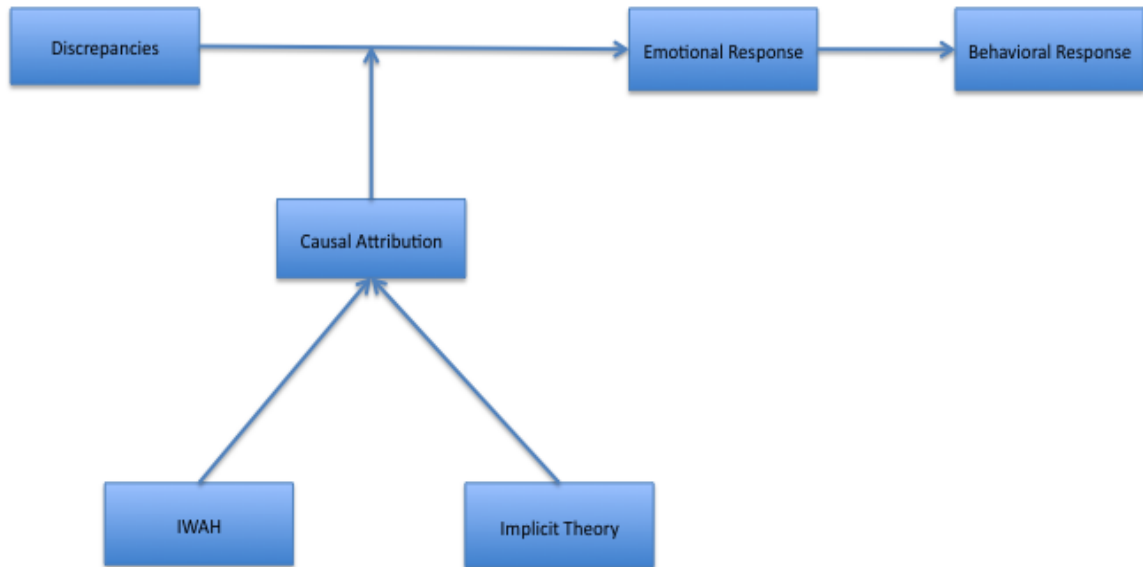 Discrepancies
Emotional Response
Behavioral Response
Causal Attribution
IWAH
Implicit Theory